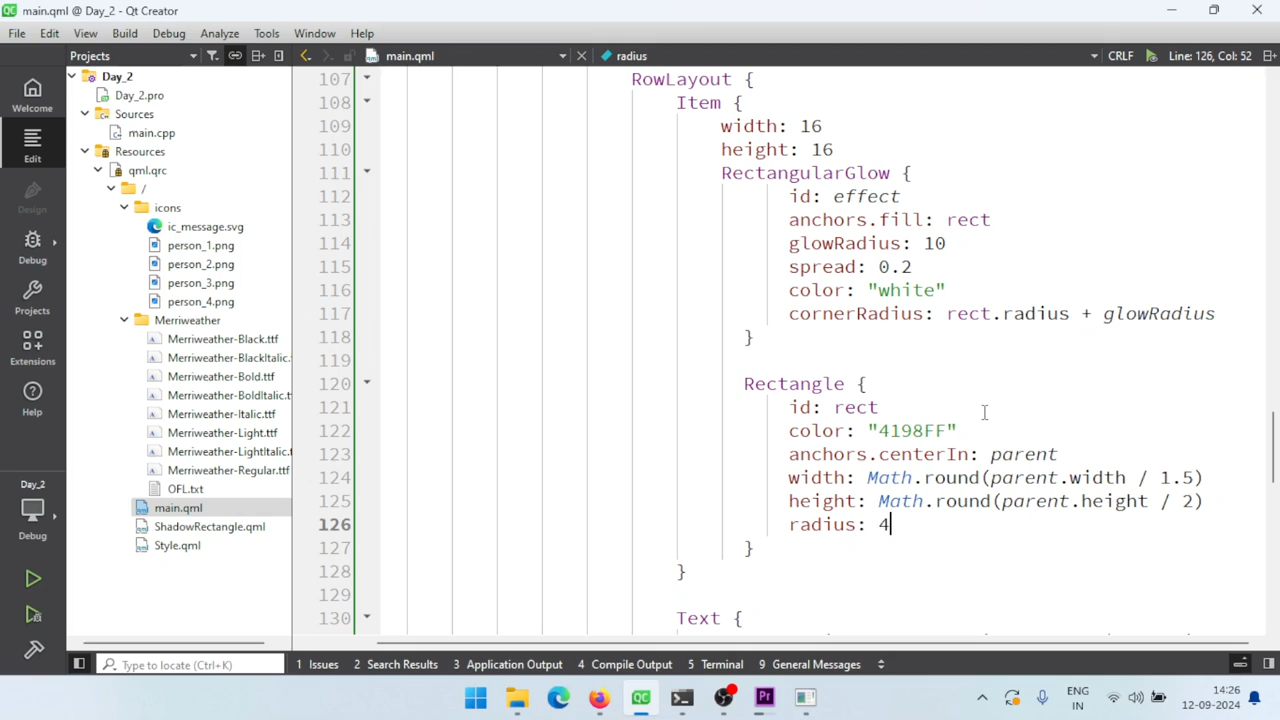 main.qml @ Day_2 - Qt Creator
File Edit View Build Debug Analyze Tools Window Help
Projects main.qml radius CRLF Line: 126, Col: 52
Welcome
Edit
Design
Debug
Projects
Extensions
Help
Day_2
Debug
Day_2
Day_2.pro
Sources
main.cpp
Resources
qml.qrc
/
icons
ic_message.svg
person_1.png
person_2.png
person_3.png
person_4.png
Merriweather
Merriweather-Black.ttf
Merriweather-BlackItalic.t
Merriweather-Bold.ttf
Merriweather-BoldItalic.t
Merriweather-Italic.ttf
Merriweather-Light.ttf
Merriweather-LightItalic.t
Merriweather-Regular.ttf
OFL.txt
main.qml
ShadowRectangle.qml
Style.qml
107 RowLayout {
108 Item {
109 width: 16
110 height: 16
111 RectangularGlow {
112 id: effect
113 anchors.fill: rect
114 glowRadius: 10
115 spread: 0.2
116 color: "white"
117 cornerRadius: rect.radius + glowRadius
118 }
119
120 Rectangle {
121 id: rect
122 color: "4198FF"
123 anchors.centerIn: parent
124 width: Math.round(parent.width / 1.5)
125 height: Math.round(parent.height / 2)
126 radius: 4
127 }
128 }
129
130 Text {
Type to locate (Ctrl+K) 1 Issues 2 Search Results 3 Application Output 4 Compile Output 5 Terminal 9 General Messages
QC Pr ENG IN 14:26 12-09-2024